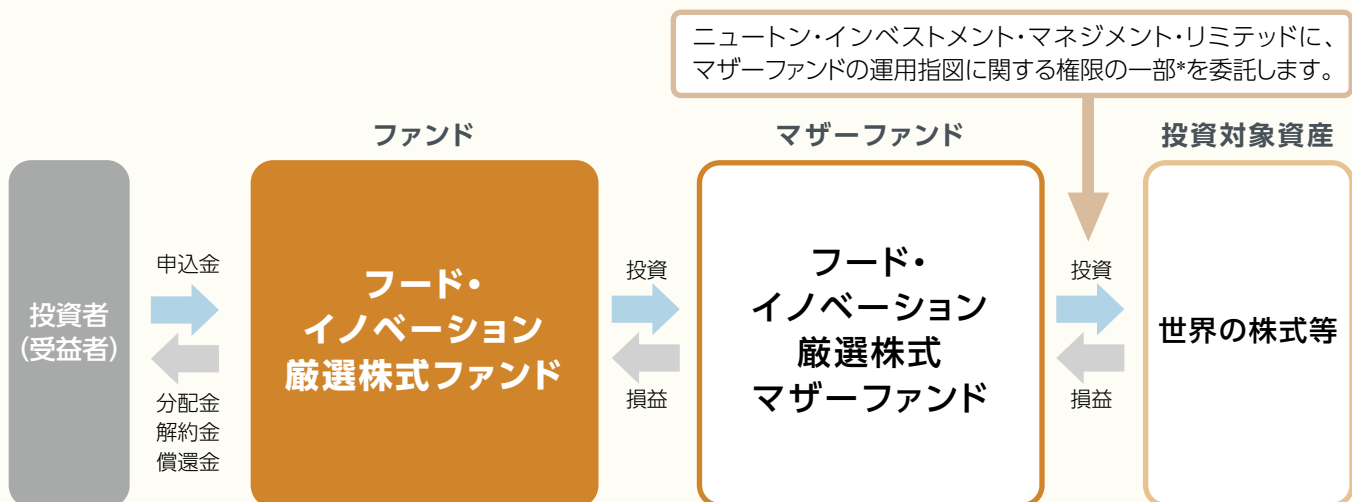 ニュートン・インベストメント・マネジメント・リミテッドに、
マザーファンドの運用指図に関する権限の一部*を委託します。
ファンド
マザーファンド
投資対象資産
投資者
(受益者)
申込金
分配金
解約金
償還金
フード・
イノベーション
厳選株式ファンド
投資
損益
フード・
イノベーション
厳選株式
マザーファンド
投資
損益
世界の株式等